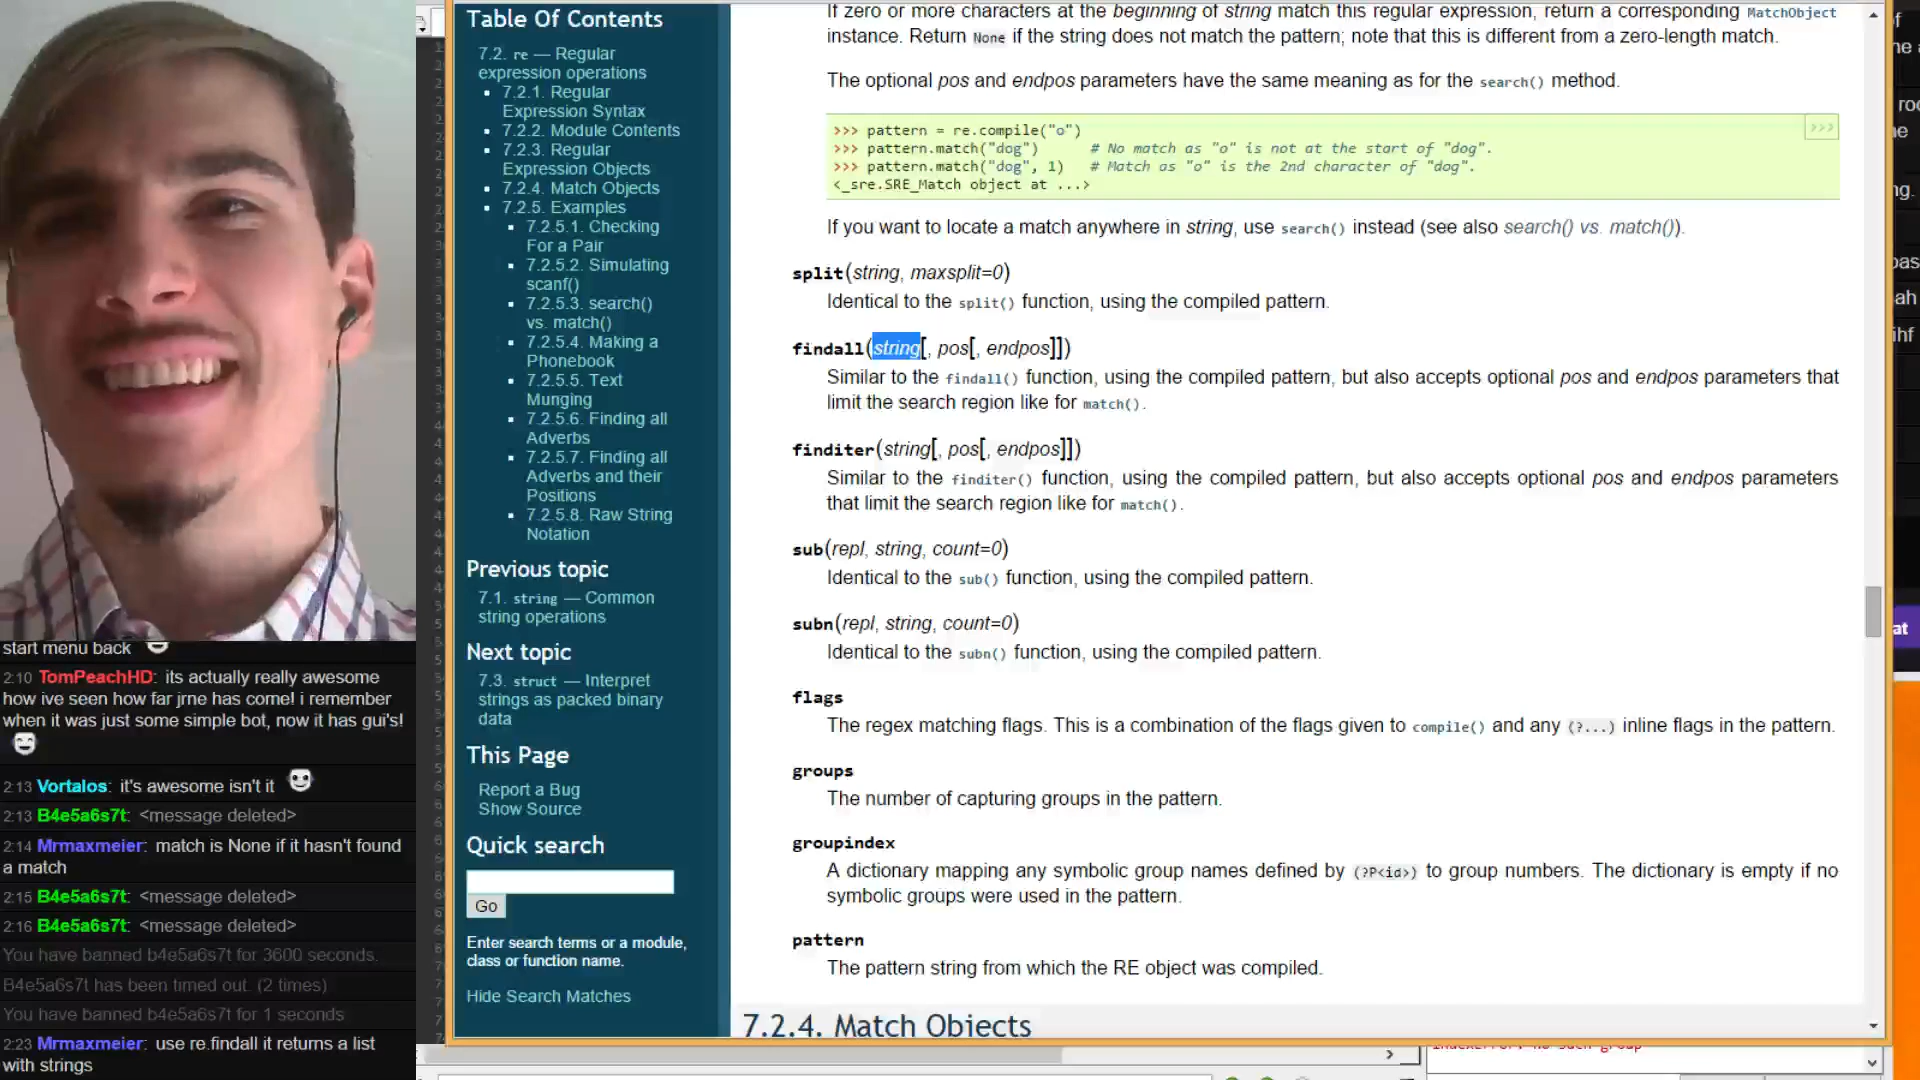 Table Of Contents
7.2. re — Regular
expression operations
7.2.1. Regular
Expression Syntax
7.2.2. Module Contents
7.2.3. Regular
Expression Objects
7.2.4. Match Objects
7.2.5. Examples
7.2.5.1. Checking
For a Pair
7.2.5.2. Simulating
scanf()
7.2.5.3. search()
vs. match()
7.2.5.4. Making a
Phonebook
7.2.5.5. Text
Munging
7.2.5.6. Finding all
Adverbs
7.2.5.7. Finding all
Adverbs and their
Positions
7.2.5.8. Raw String
Notation
Previous topic
7.1. string — Common
string operations
Next topic
7.3. struct — Interpret
strings as packed binary
data
This Page
Report a Bug
Show Source
Quick search
Go
Enter search terms or a module,
class or function name.
Hide Search Matches
If zero or more characters at the beginning of string match this regular expression, return a corresponding MatchObject
instance. Return None if the string does not match the pattern; note that this is different from a zero-length match.
The optional pos and endpos parameters have the same meaning as for the search() method.
>>> pattern = re.compile("o")
>>> pattern.match("dog") # No match as "o" is not at the start of "dog".
>>> pattern.match("dog", 1) # Match as "o" is the 2nd character of "dog".
<_sre.SRE_Match object at ...>
>>>
If you want to locate a match anywhere in string, use search() instead (see also search() vs. match()).
split(string, maxsplit=0)
Identical to the split() function, using the compiled pattern.
findall(string[, pos[, endpos]])
Similar to the findall() function, using the compiled pattern, but also accepts optional pos and endpos parameters that
limit the search region like for match().
finditer(string[, pos[, endpos]])
Similar to the finditer() function, using the compiled pattern, but also accepts optional pos and endpos parameters
that limit the search region like for match().
sub(repl, string, count=0)
Identical to the sub() function, using the compiled pattern.
subn(repl, string, count=0)
Identical to the subn() function, using the compiled pattern.
flags
The regex matching flags. This is a combination of the flags given to compile() and any (?...) inline flags in the pattern.
groups
The number of capturing groups in the pattern.
groupindex
A dictionary mapping any symbolic group names defined by (?P<id>) to group numbers. The dictionary is empty if no
symbolic groups were used in the pattern.
pattern
The pattern string from which the RE object was compiled.
7.2.4. Match Objects
start menu back
2:10 TomPeachHD: its actually really awesome
how ive seen how far jrne has come! i remember
when it was just some simple bot, now it has gui's!
2:13 Vortalos: it's awesome isn't it
2:13 B4e5a6s7t: <message deleted>
2:14 Mrmaxmeier: match is None if it hasn't found
a match
2:15 B4e5a6s7t: <message deleted>
2:16 B4e5a6s7t: <message deleted>
You have banned b4e5a6s7t for 3600 seconds.
B4e5a6s7t has been timed out. (2 times)
You have banned b4e5a6s7t for 1 seconds
2:23 Mrmaxmeier: use re.findall it returns a list
with strings